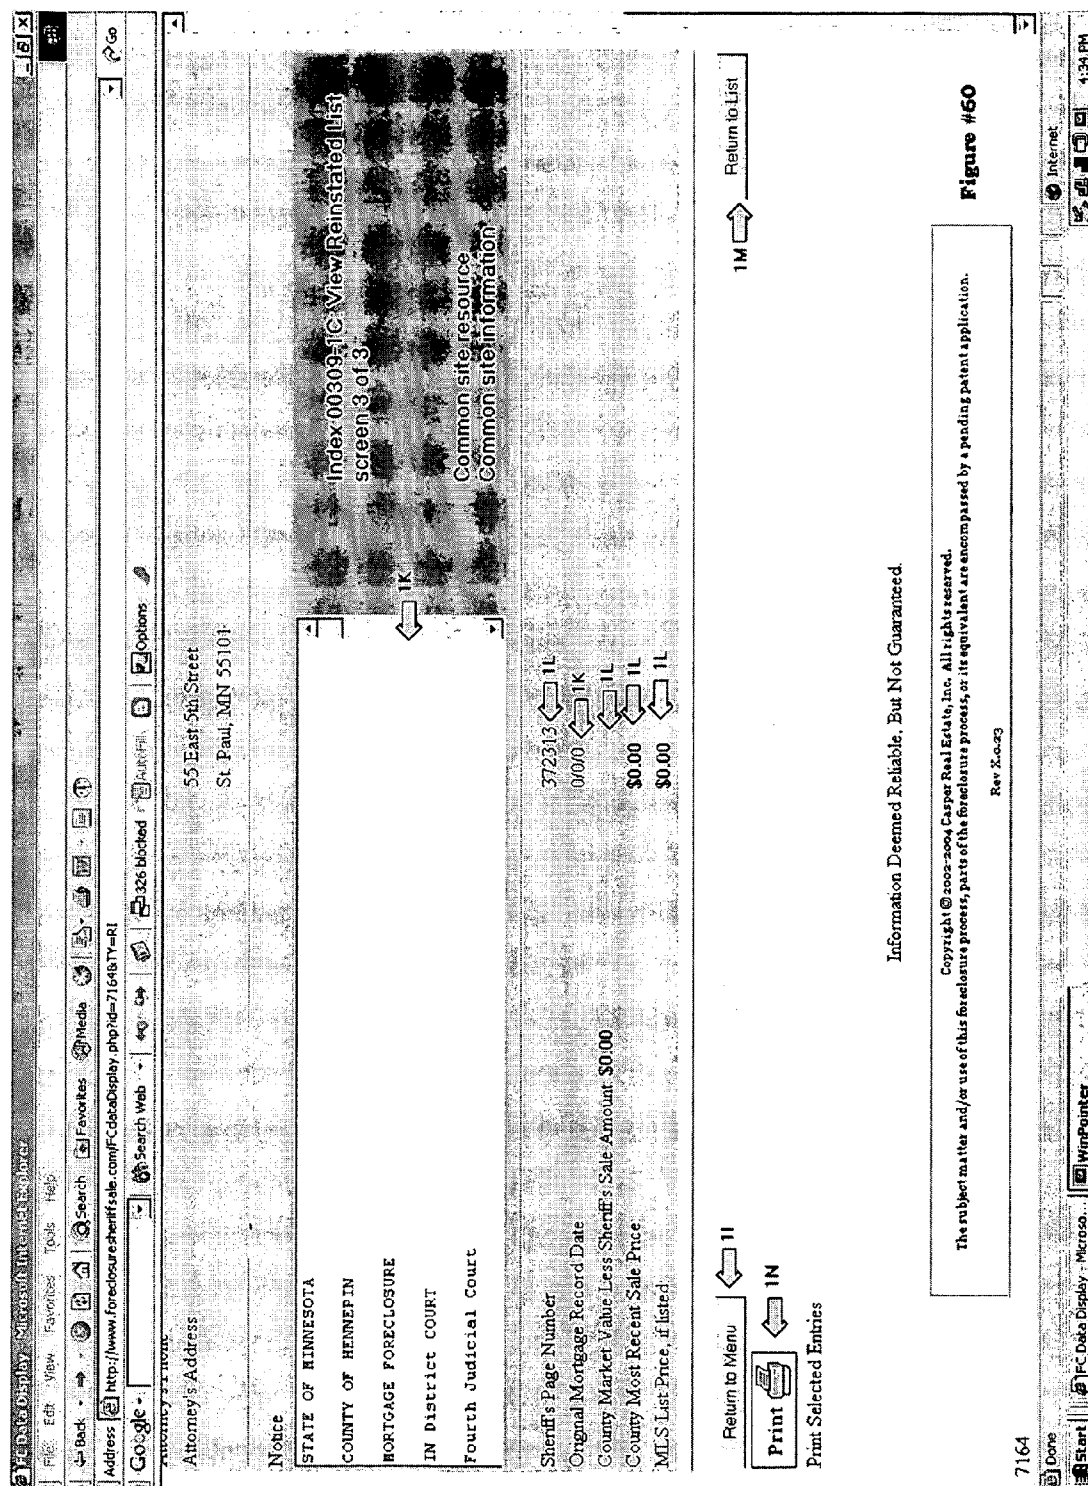 FC Data Display - Microsoft Internet Explorer
File Edit View Favorites Tools Help
Back Search Favorites Media
Address http://www.foreclosuresheriffsale.com/FCdataDisplay.php?id=7164&TY=RI Go
Google Search Web 326 blocked AutoFill Options
Attorney's Phone
Attorney's Address 55 East 5th Street
St. Paul, MN 55101
Notice
STATE OF MINNESOTA
COUNTY OF HENNEPIN
MORTGAGE FORECLOSURE
IN District COURT
Fourth Judicial Court
1K
Index 00309-1C: View Reinstated List
screen 3 of 3
Common site resource
Common site information
Sheriff's Page Number 372313 1L
Original Mortgage Record Date 0/0/0 1K
County Market Value Less Sheriff's Sale Amount $0.00 1L
County Most Recent Sale Price $0.00 1L
MLS List Price, if listed $0.00 1L
Return to Menu 1I 1M Return to List
Print 1N
Print Selected Entries
Information Deemed Reliable, But Not Guaranteed.
Copyright © 2002-2004 Casper Real Estate, Inc. All rights reserved.
The subject matter and/or use of this foreclosure process, parts of the foreclosure process, or its equivalent are encompassed by a pending patent application.
Rev X.0.23
7164
Figure #60
Done Internet
Start FC Data Display - Microso... WinPointer 4:34 PM